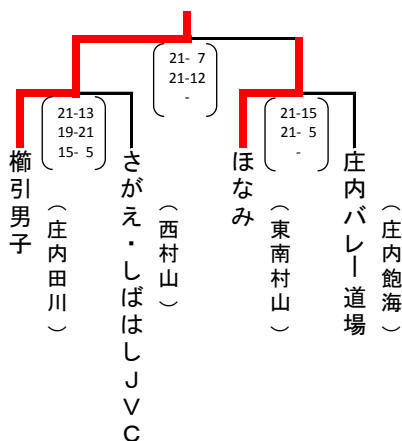 21- 7
21-12
-
21-13
19-21
15- 5
21-15
21- 5
-
櫛引男子
（庄内田川）
さがえ・しばはしＪＶＣ
（西村山）
ほなみ
（東南村山）
庄内バレー道場
（庄内飽海）